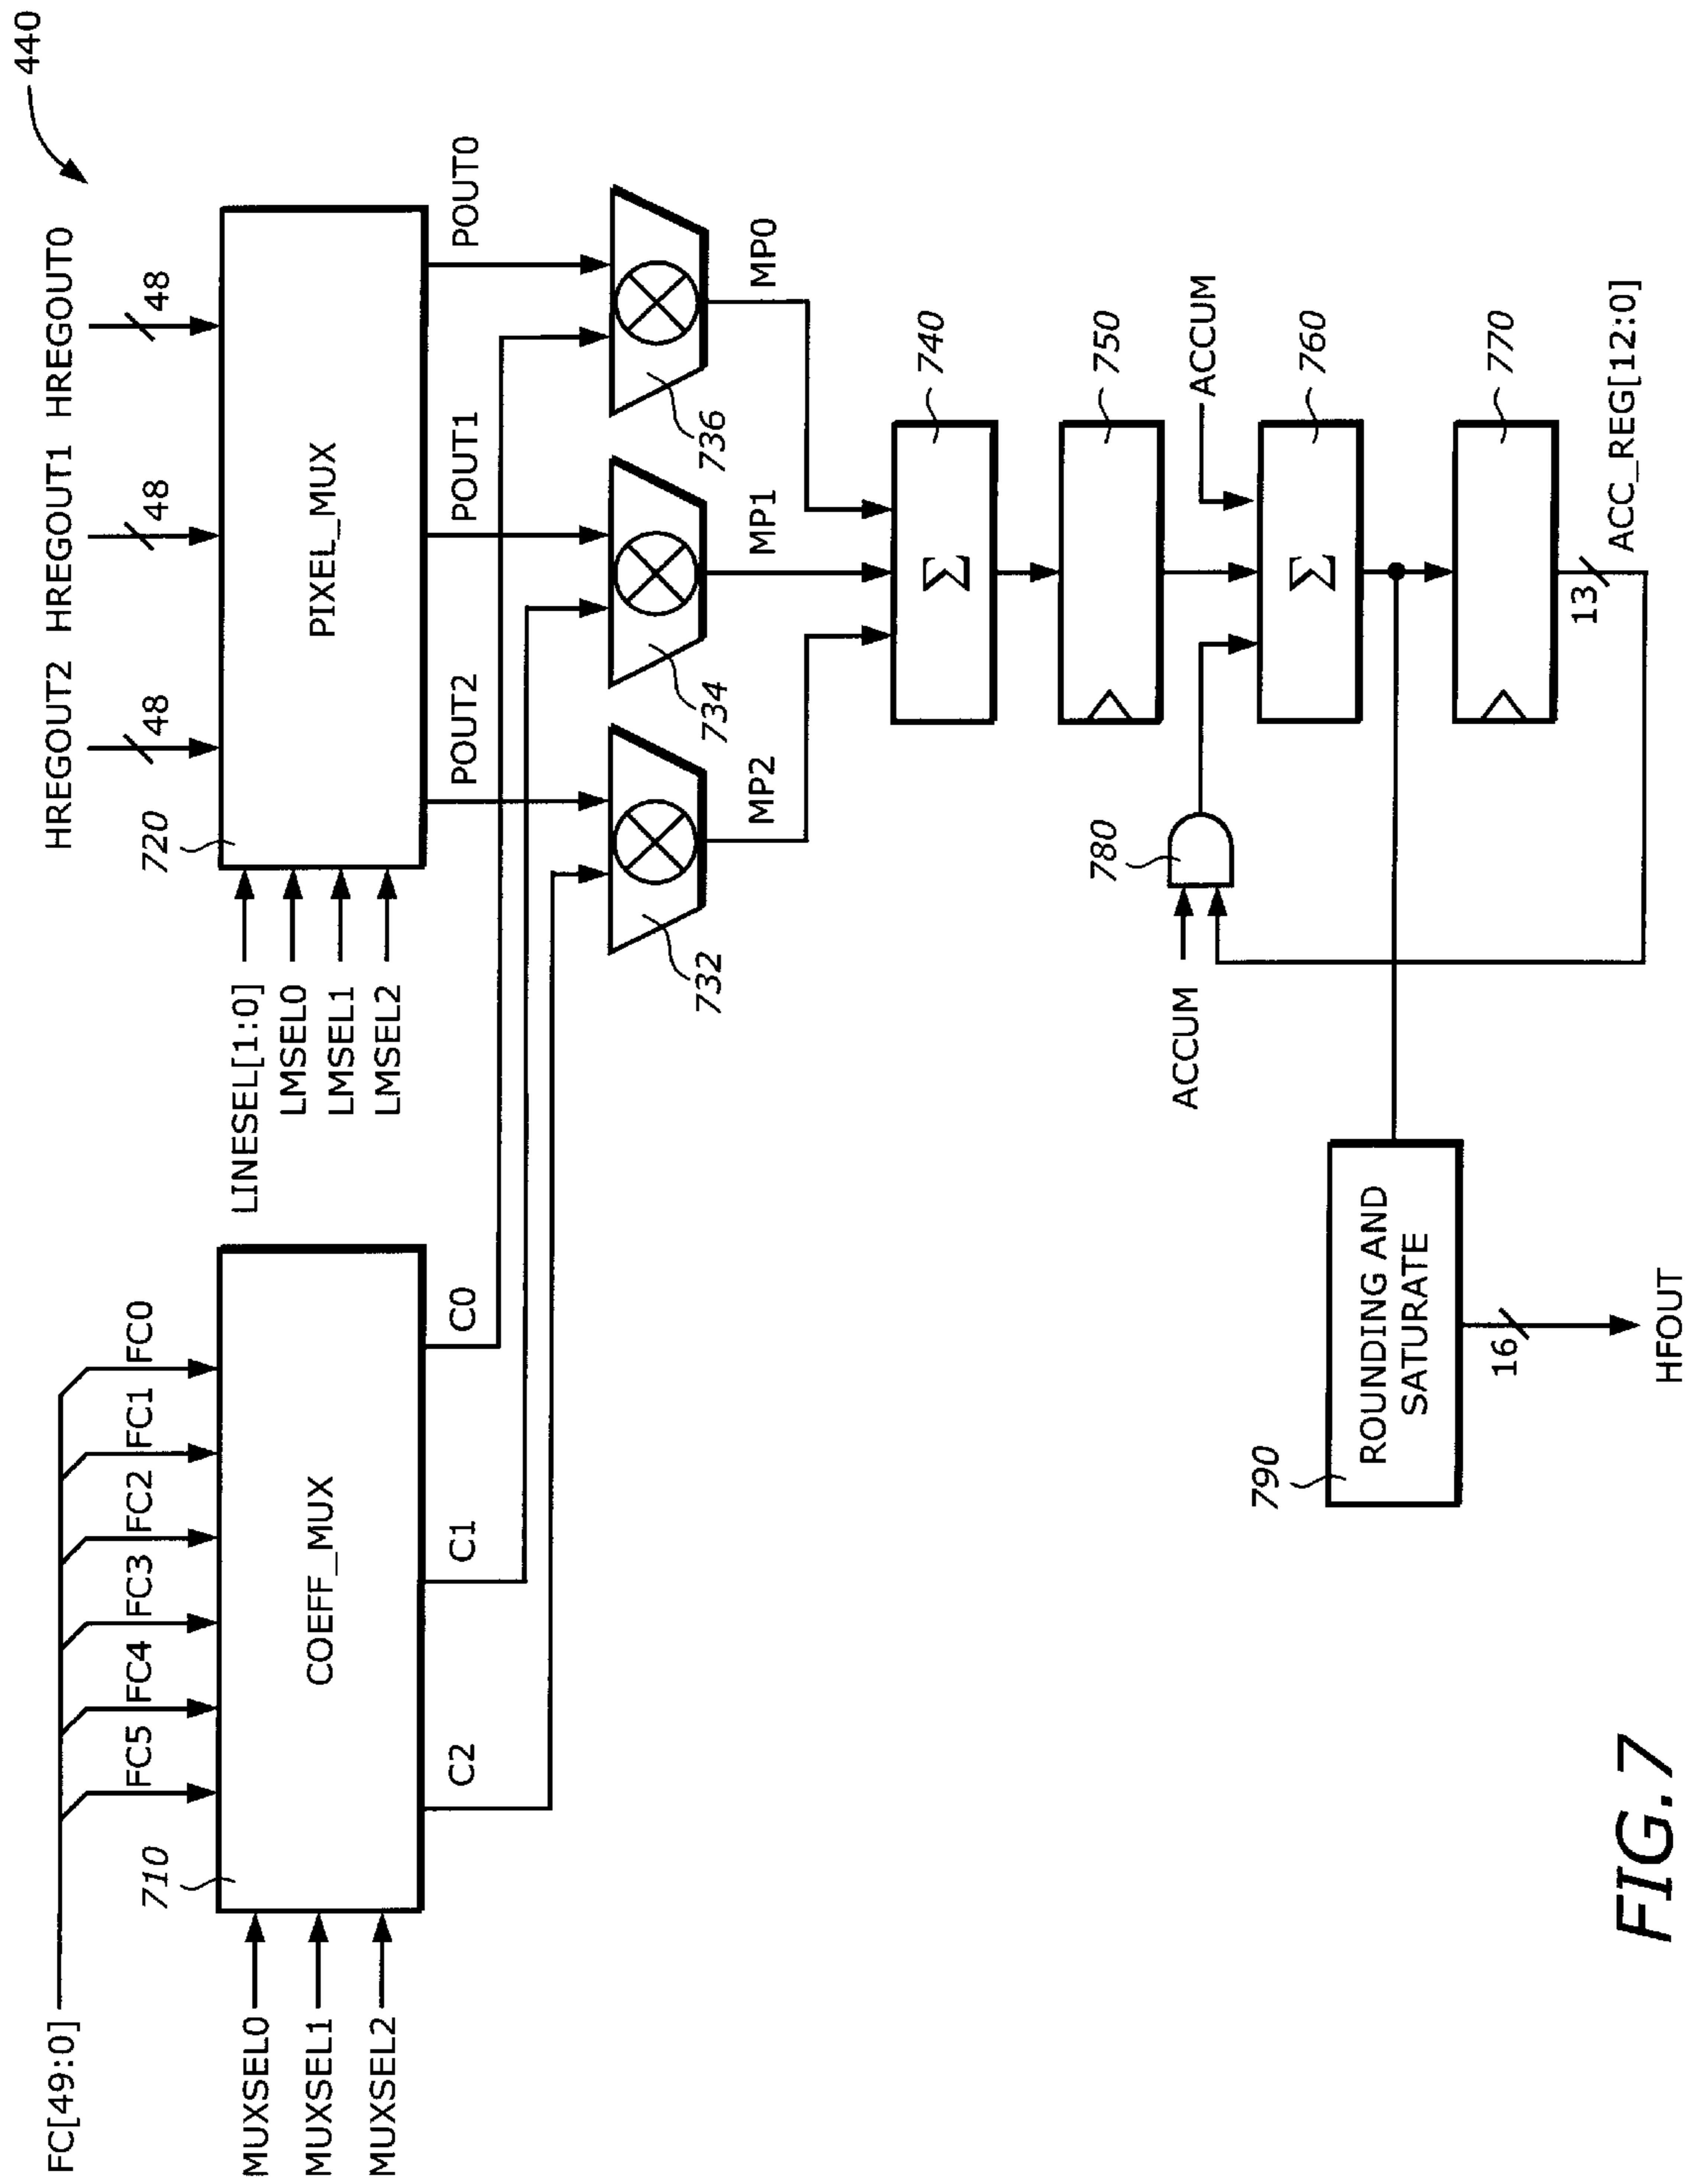 440
HREGOUT2 HREGOUT1 HREGOUT0
48
48
48
FC[49:0]
FC5
FC4
FC3
FC2
FC1
FC0
710
720
COEFF_MUX
PIXEL_MUX
MUXSEL0
MUXSEL1
MUXSEL2
LINESEL[1:0]
LMSEL0
LMSEL1
LMSEL2
C2
C1
C0
POUT2
POUT1
POUT0
732
734
736
MP2
MP1
MP0
Σ
740
750
780
ACCUM
ACCUM
Σ
760
770
13
ACC_REG[12:0]
790
ROUNDING AND
SATURATE
16
HFOUT
FIG.7